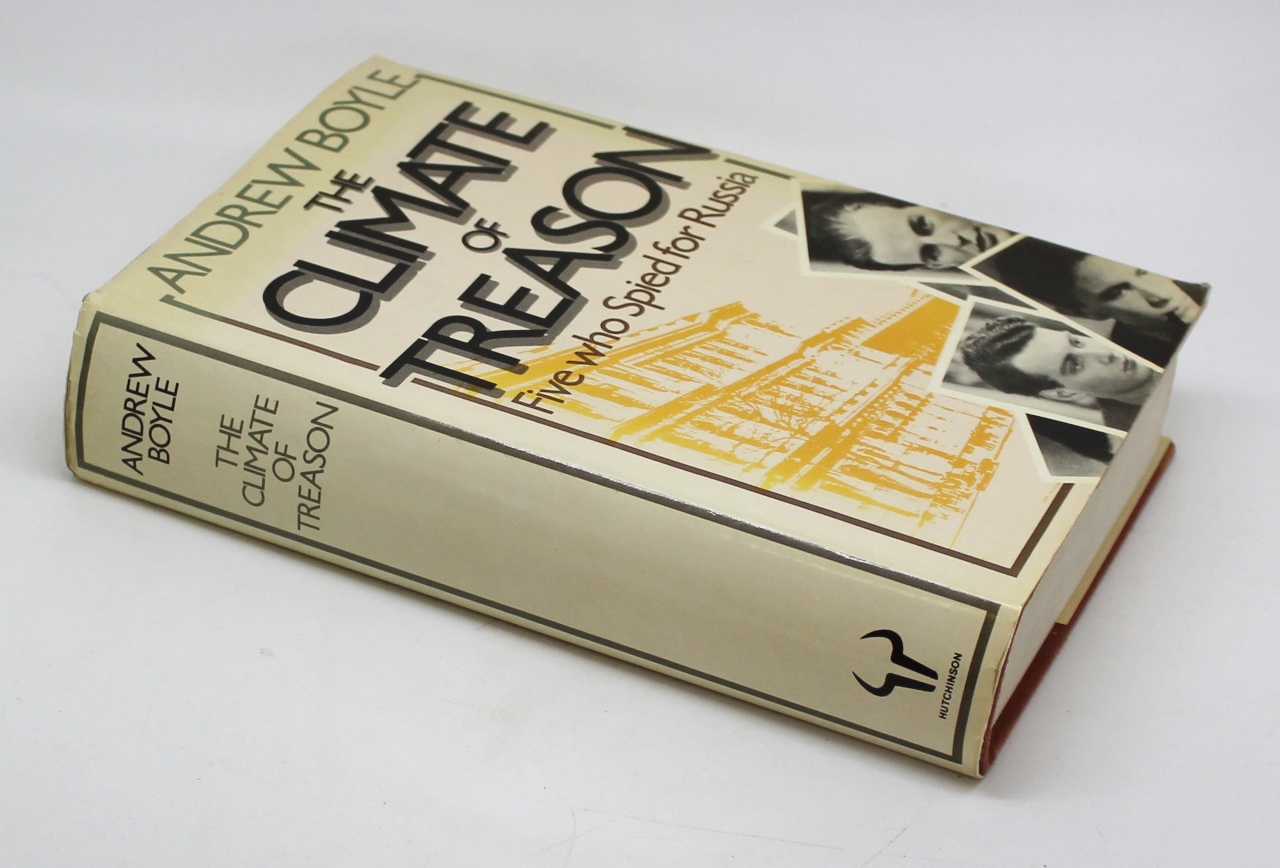 ANDREW BOYLE
THE
CLIMATE
OF
TREASON
Five who Spied for Russia
ANDREW
BOYLE
THE
CLIMATE
OF
TREASON
HUTCHINSON